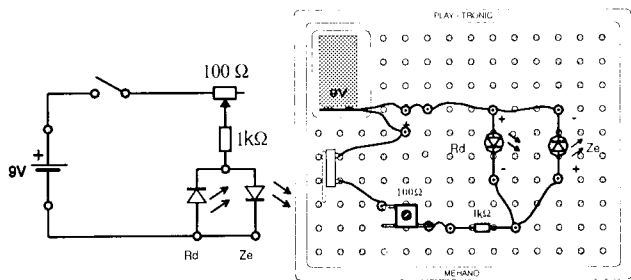 100 Ω
1kΩ
+
9V
Rd
Ze
PLAY - TRONIC
9V
+
+
-
Rd
Ze
-
+
100Ω
1kΩ
MEHANO